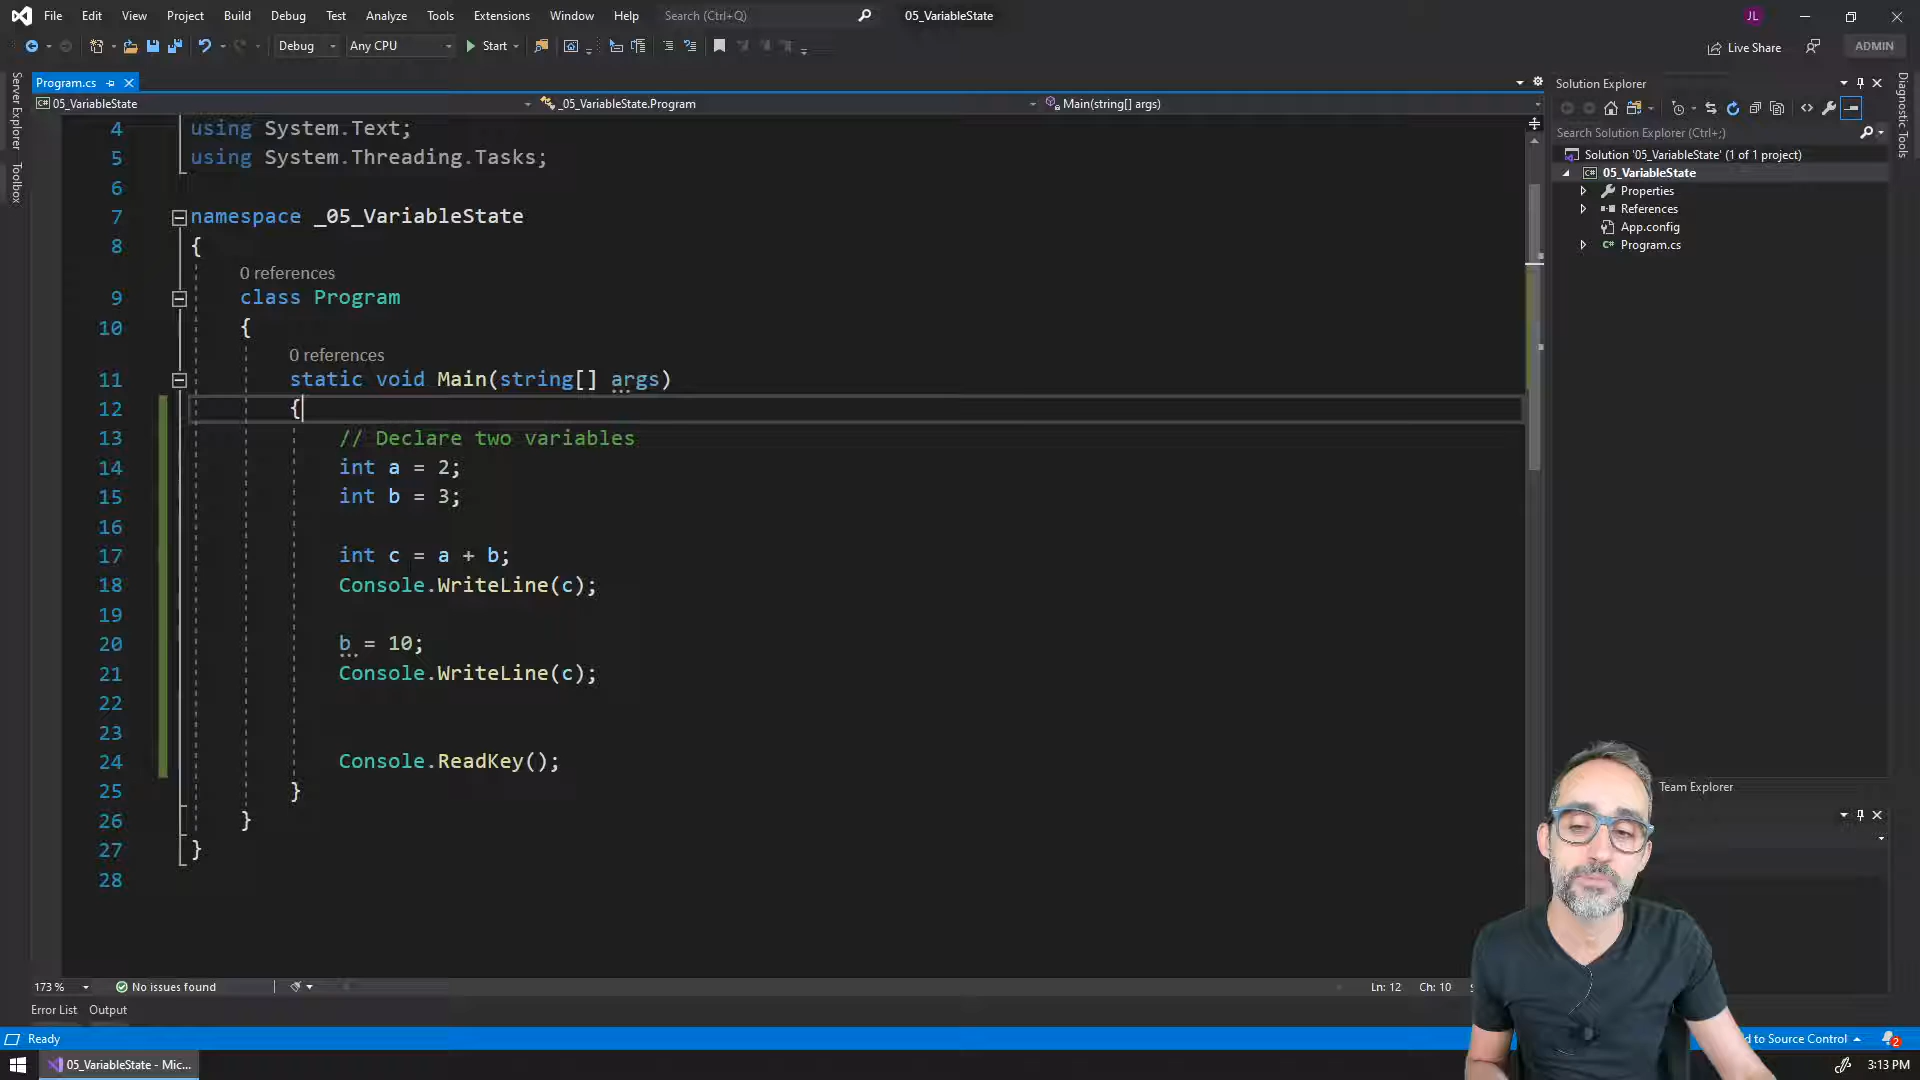 File Edit View Project Build Debug Test Analyze Tools Extensions Window Help Search (Ctrl+Q) 05_VariableState JL
Debug Any CPU Start Live Share ADMIN
Server Explorer
Toolbox
Program.cs
05_VariableState _05_VariableState.Program Main(string[] args)
4 using System.Text;
5 using System.Threading.Tasks;
6
7 namespace _05_VariableState
8 {
0 references
9 class Program
10 {
0 references
11 static void Main(string[] args)
12 {
13 // Declare two variables
14 int a = 2;
15 int b = 3;
16
17 int c = a + b;
18 Console.WriteLine(c);
19
20 b = 10;
21 Console.WriteLine(c);
22
23
24 Console.ReadKey();
25 }
26 }
27 }
28
173 % No issues found Ln: 12 Ch: 10
Error List Output
Ready
Solution Explorer
Search Solution Explorer (Ctrl+;)
Solution '05_VariableState' (1 of 1 project)
05_VariableState
Properties
References
App.config
C# Program.cs
Team Explorer
Diagnostic Tools
d to Source Control 2
05_VariableState - Mic...
3:13 PM